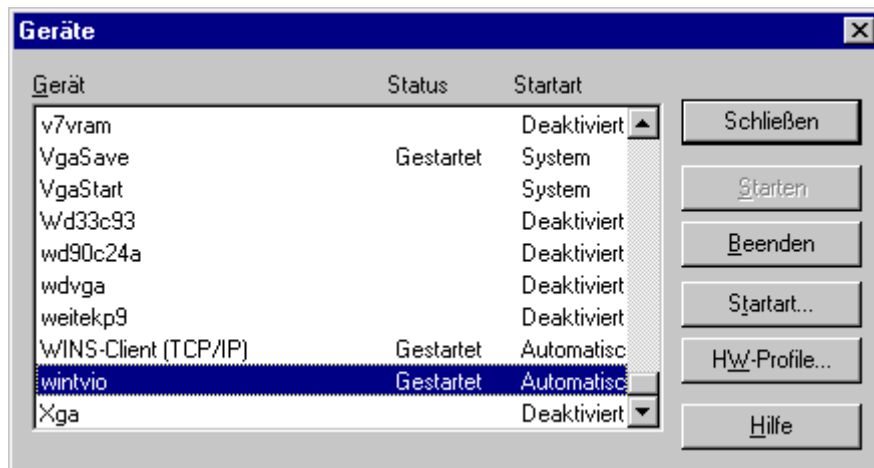 Geräte
Gerät Status Startart
v7vram Deaktiviert
VgaSave Gestartet System
VgaStart System
Wd33c93 Deaktiviert
wd90c24a Deaktiviert
wdvga Deaktiviert
weitekp9 Deaktiviert
WINS-Client (TCP/IP) Gestartet Automatisc
wintvio Gestartet Automatisc
Xga Deaktiviert
Schließen
Starten
Beenden
Startart...
HW-Profile...
Hilfe